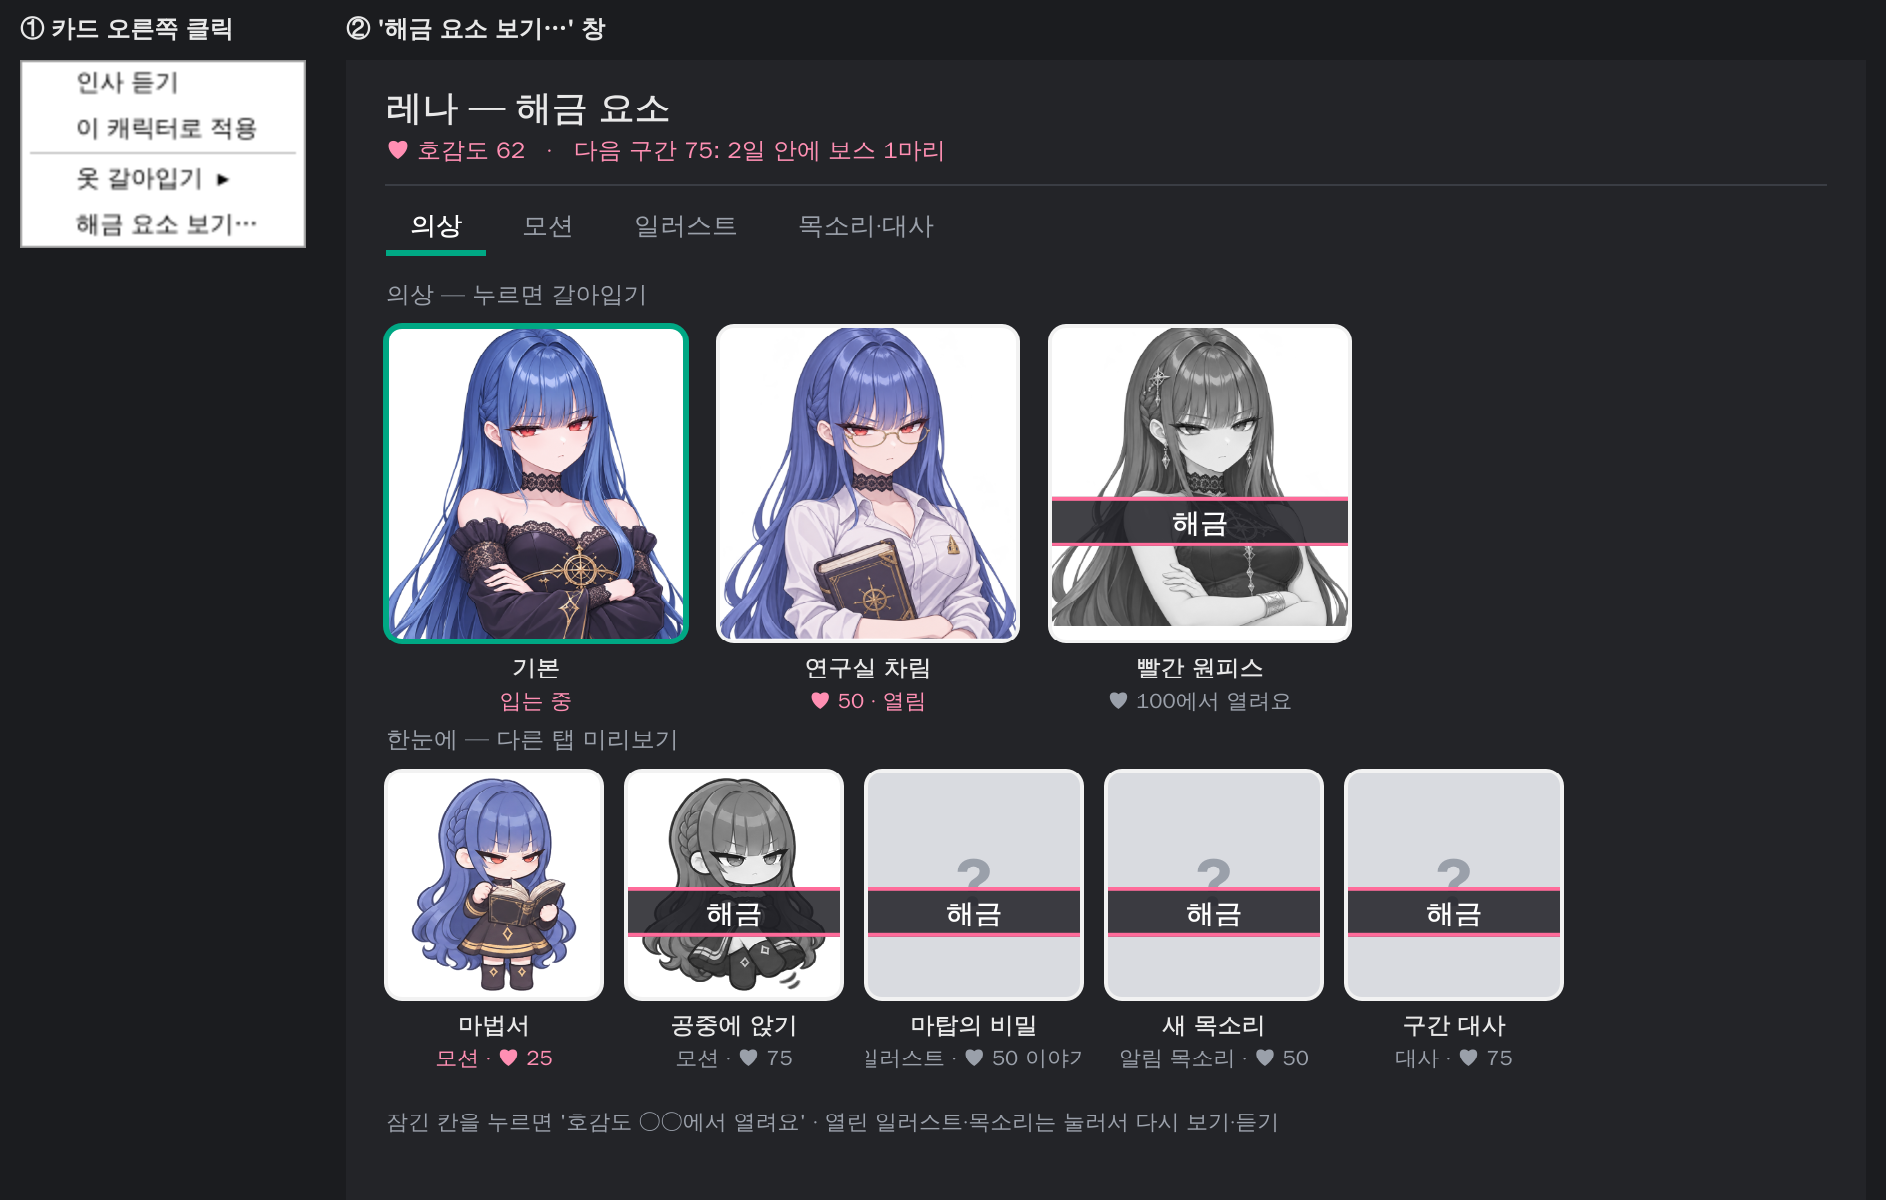 ① 카드 오른쪽 클릭
인사 듣기
이 캐릭터로 적용
옷 갈아입기 ▶
해금 요소 보기…
② '해금 요소 보기…' 창
레나 — 해금 요소
♥ 호감도 62 · 다음 구간 75: 2일 안에 보스 1마리
의상 모션 일러스트 목소리·대사
의상 — 누르면 갈아입기
해금
기본 연구실 차림 빨간 원피스
입는 중 ♥ 50 · 열림 ♥ 100에서 열려요
한눈에 — 다른 탭 미리보기
? ? ?
해금 해금 해금 해금
마법서 공중에 앉기 마탑의 비밀 새 목소리 구간 대사
모션 · ♥ 25 모션 · ♥ 75 일러스트 · ♥ 50 이야기 알림 목소리 · ♥ 50 대사 · ♥ 75
잠긴 칸을 누르면 '호감도 ○○에서 열려요' · 열린 일러스트·목소리는 눌러서 다시 보기·듣기